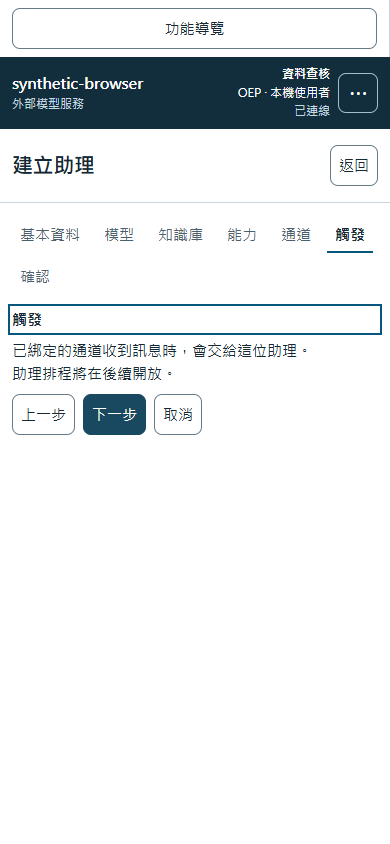 功能導覽
synthetic-browser
外部模型服務
資料查核
OEP · 本機使用者
已連線
...
建立助理
返回
基本資料 模型 知識庫 能力 通道 觸發
確認
觸發
已綁定的通道收到訊息時，會交給這位助理。
助理排程將在後續開放。
上一步 下一步 取消